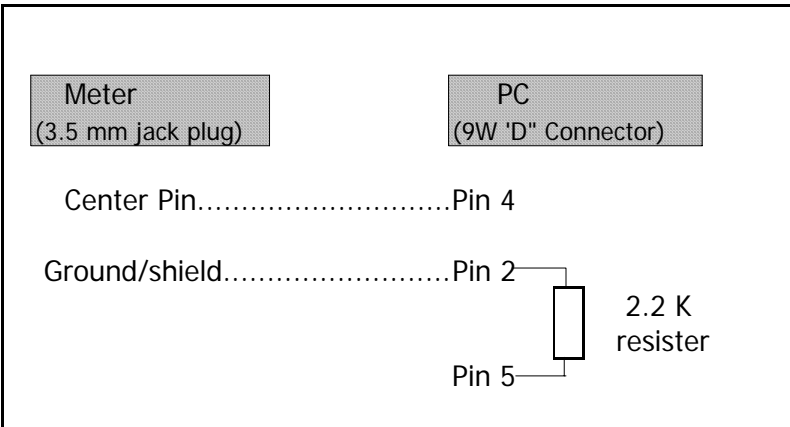 Meter
(3.5 mm jack plug)
PC
(9W 'D" Connector)
Center Pin.............................Pin 4
Ground/shield..........................Pin 2
2.2 K
resister
Pin 5